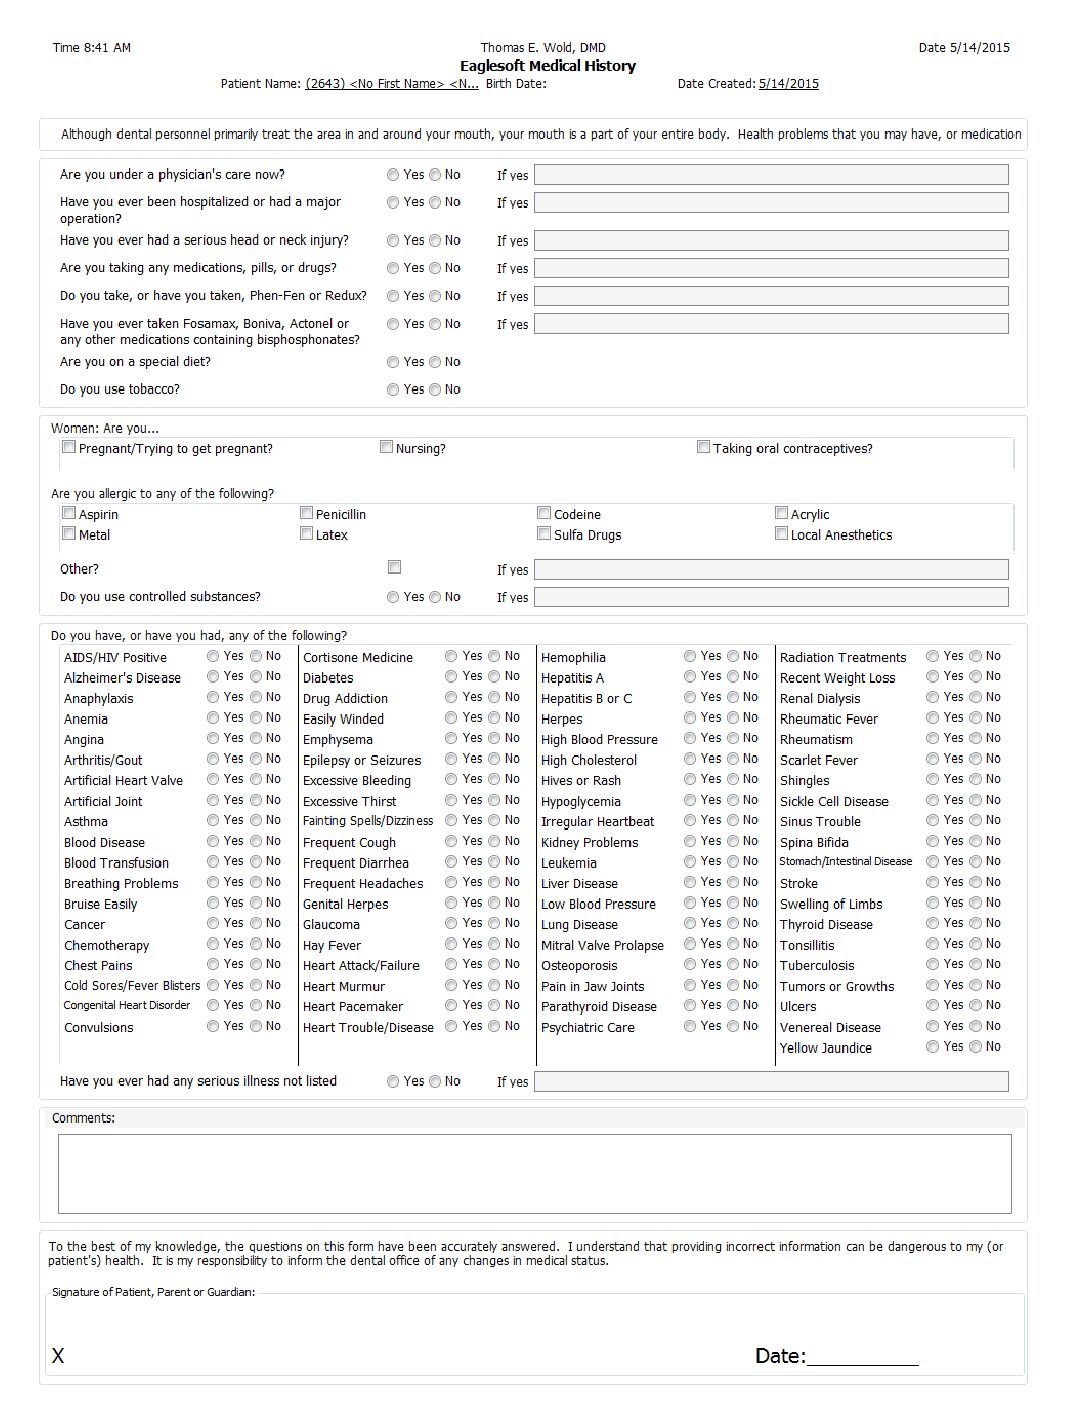 Time 8:41 AM Thomas E. Wold, DMD Date 5/14/2015
Eaglesoft Medical History
Patient Name: (2643) <No First Name> <N... Birth Date: Date Created: 5/14/2015
Although dental personnel primarily treat the area in and around your mouth, your mouth is a part of your entire body. Health problems that you may have, or medication
Are you under a physician's care now? Yes No If yes
Have you ever been hospitalized or had a major Yes No If yes
operation?
Have you ever had a serious head or neck injury? Yes No If yes
Are you taking any medications, pills, or drugs? Yes No If yes
Do you take, or have you taken, Phen-Fen or Redux? Yes No If yes
Have you ever taken Fosamax, Boniva, Actonel or Yes No If yes
any other medications containing bisphosphonates?
Are you on a special diet? Yes No
Do you use tobacco? Yes No
Women: Are you...
Pregnant/Trying to get pregnant? Nursing? Taking oral contraceptives?
Are you allergic to any of the following?
Aspirin Penicillin Codeine Acrylic
Metal Latex Sulfa Drugs Local Anesthetics
Other? If yes
Do you use controlled substances? Yes No If yes
Do you have, or have you had, any of the following?
AIDS/HIV Positive Yes No Cortisone Medicine Yes No Hemophilia Yes No Radiation Treatments Yes No
Alzheimer's Disease Yes No Diabetes Yes No Hepatitis A Yes No Recent Weight Loss Yes No
Anaphylaxis Yes No Drug Addiction Yes No Hepatitis B or C Yes No Renal Dialysis Yes No
Anemia Yes No Easily Winded Yes No Herpes Yes No Rheumatic Fever Yes No
Angina Yes No Emphysema Yes No High Blood Pressure Yes No Rheumatism Yes No
Arthritis/Gout Yes No Epilepsy or Seizures Yes No High Cholesterol Yes No Scarlet Fever Yes No
Artificial Heart Valve Yes No Excessive Bleeding Yes No Hives or Rash Yes No Shingles Yes No
Artificial Joint Yes No Excessive Thirst Yes No Hypoglycemia Yes No Sickle Cell Disease Yes No
Asthma Yes No Fainting Spells/Dizziness Yes No Irregular Heartbeat Yes No Sinus Trouble Yes No
Blood Disease Yes No Frequent Cough Yes No Kidney Problems Yes No Spina Bifida Yes No
Blood Transfusion Yes No Frequent Diarrhea Yes No Leukemia Yes No Stomach/Intestinal Disease Yes No
Breathing Problems Yes No Frequent Headaches Yes No Liver Disease Yes No Stroke Yes No
Bruise Easily Yes No Genital Herpes Yes No Low Blood Pressure Yes No Swelling of Limbs Yes No
Cancer Yes No Glaucoma Yes No Lung Disease Yes No Thyroid Disease Yes No
Chemotherapy Yes No Hay Fever Yes No Mitral Valve Prolapse Yes No Tonsillitis Yes No
Chest Pains Yes No Heart Attack/Failure Yes No Osteoporosis Yes No Tuberculosis Yes No
Cold Sores/Fever Blisters Yes No Heart Murmur Yes No Pain in Jaw Joints Yes No Tumors or Growths Yes No
Congenital Heart Disorder Yes No Heart Pacemaker Yes No Parathyroid Disease Yes No Ulcers Yes No
Convulsions Yes No Heart Trouble/Disease Yes No Psychiatric Care Yes No Venereal Disease Yes No
Yellow Jaundice Yes No
Have you ever had any serious illness not listed Yes No If yes
Comments:
To the best of my knowledge, the questions on this form have been accurately answered. I understand that providing incorrect information can be dangerous to my (or
patient's) health. It is my responsibility to inform the dental office of any changes in medical status.
Signature of Patient, Parent or Guardian:
X Date:__________